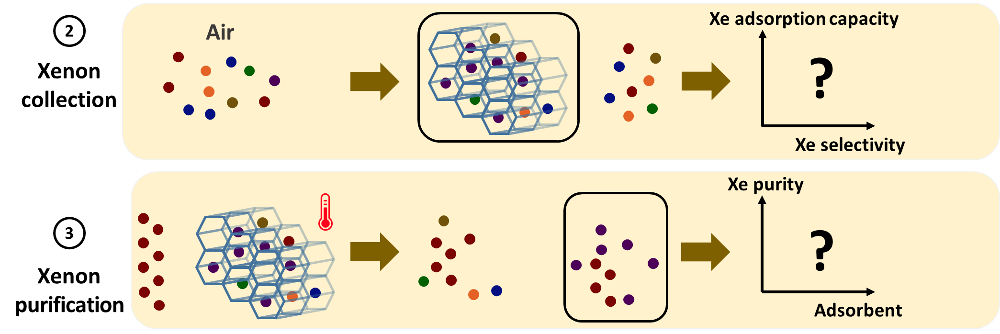 2
Xenon
collection
Air
Xe adsorption capacity
?
Xe selectivity
3
Xenon
purification
Xe purity
?
Adsorbent